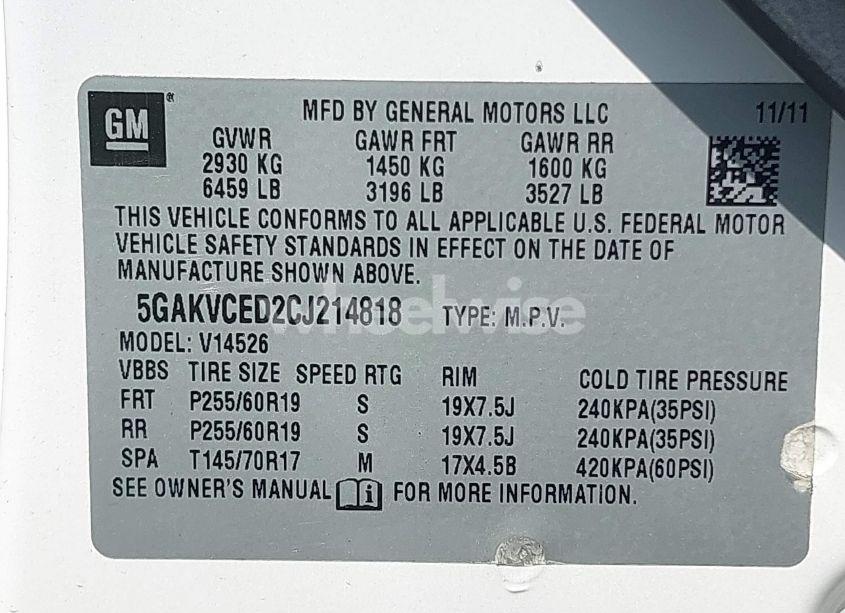 GM ® MFD BY GENERAL MOTORS LLC 11/11
GVWR GAWR FRT GAWR RR
2930 KG 1450 KG 1600 KG
6459 LB 3196 LB 3527 LB
THIS VEHICLE CONFORMS TO ALL APPLICABLE U.S. FEDERAL MOTOR
VEHICLE SAFETY STANDARDS IN EFFECT ON THE DATE OF
MANUFACTURE SHOWN ABOVE.
5GAKVCED2CJ214818 TYPE: M.P.V.
wheelwise
MODEL: V14526
VBBS TIRE SIZE SPEED RTG RIM COLD TIRE PRESSURE
FRT P255/60R19 S 19X7.5J 240KPA(35PSI)
RR P255/60R19 S 19X7.5J 240KPA(35PSI)
SPA T145/70R17 M 17X4.5B 420KPA(60PSI)
SEE OWNER'S MANUAL i FOR MORE INFORMATION.